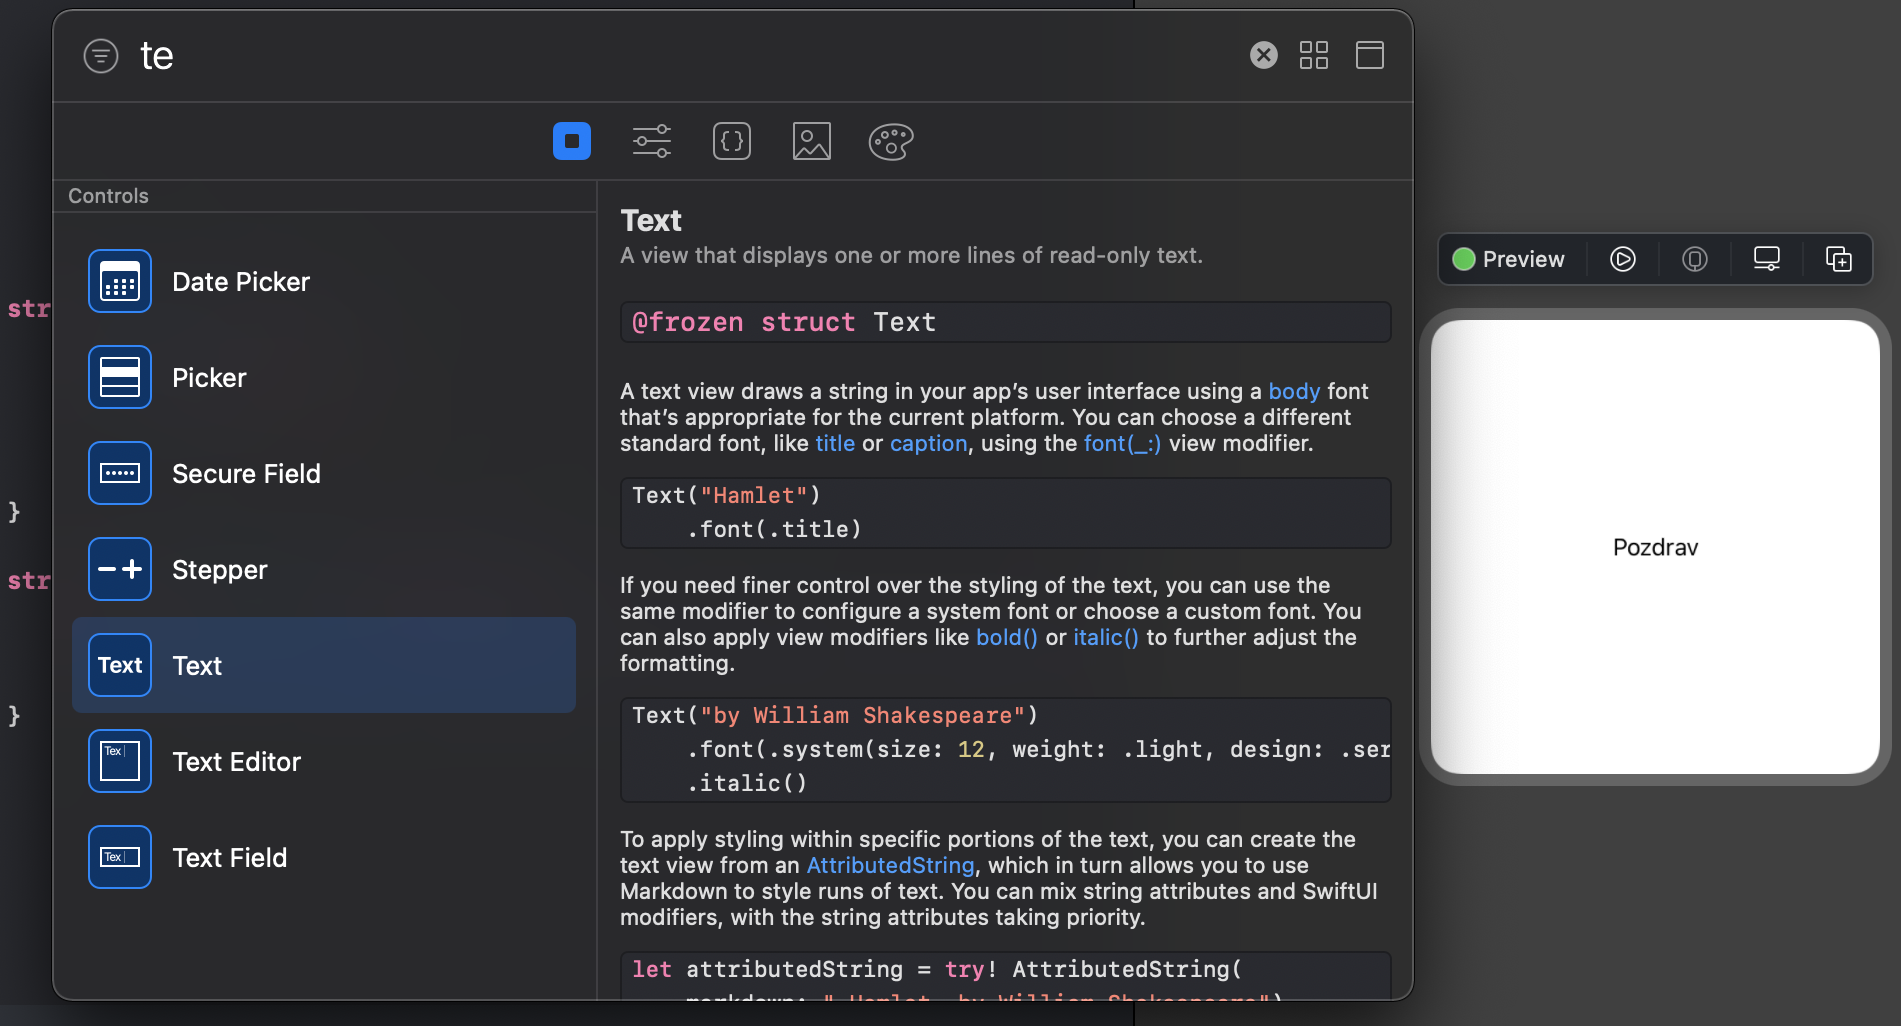 te
Controls
Date Picker
Picker
Secure Field
Stepper
Text Text
Tex Text Editor
Tex Text Field
Text
A view that displays one or more lines of read-only text.
@frozen struct Text
A text view draws a string in your app’s user interface using a body font
that’s appropriate for the current platform. You can choose a different
standard font, like title or caption, using the font(_:) view modifier.
Text("Hamlet")
.font(.title)
If you need finer control over the styling of the text, you can use the
same modifier to configure a system font or choose a custom font. You
can also apply view modifiers like bold() or italic() to further adjust the
formatting.
Text("by William Shakespeare")
.font(.system(size: 12, weight: .light, design: .ser
.italic()
To apply styling within specific portions of the text, you can create the
text view from an AttributedString, which in turn allows you to use
Markdown to style runs of text. You can mix string attributes and SwiftUI
modifiers, with the string attributes taking priority.
let attributedString = try! AttributedString(
markdown: "_Hamlet_ by William Shakespeare")
str
}
str
}
Preview
Pozdrav